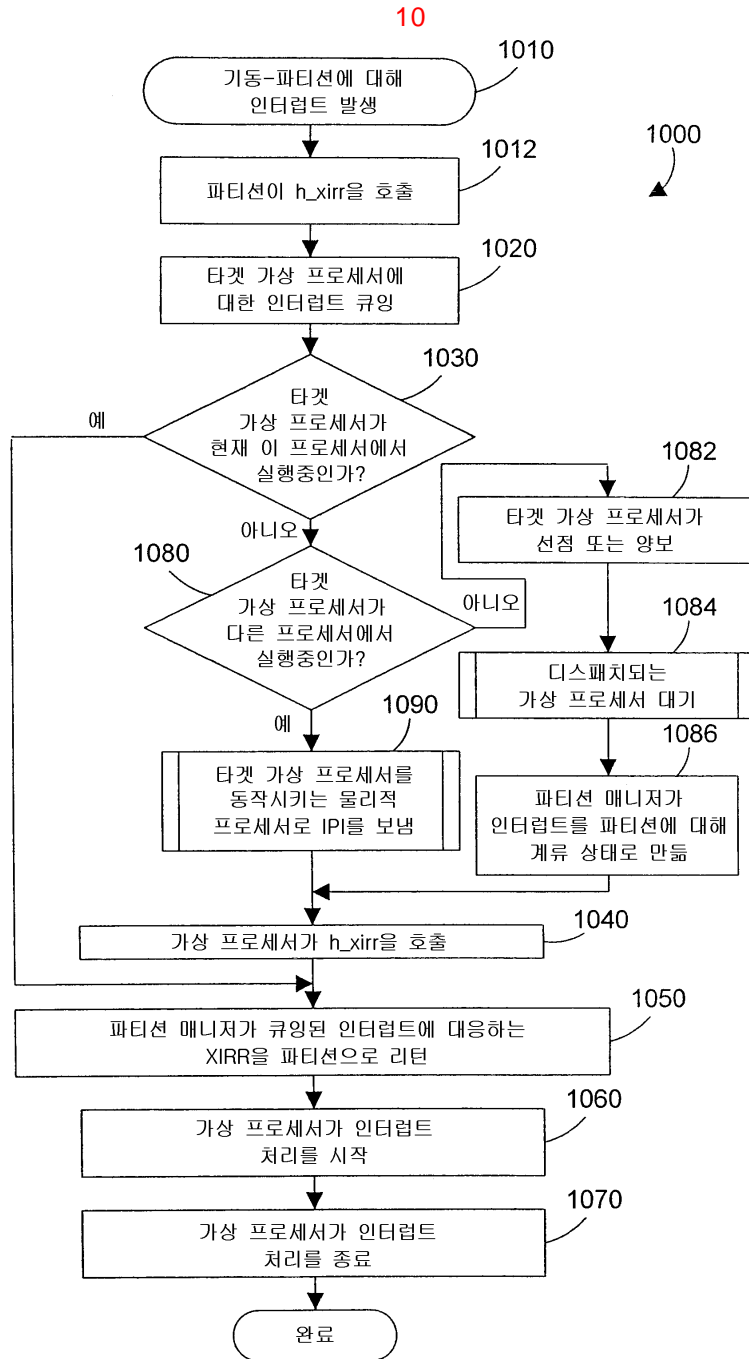 10
기동-파티션에 대해
인터럽트 발생
1010
파티션이 h_xirr을 호출
1012
1000
타겟 가상 프로세서에
대한 인터럽트 큐잉
1020
타겟
가상 프로세서가
현재 이 프로세서에서
실행중인가?
1030
예
아니오
타겟
가상 프로세서가
다른 프로세서에서
실행중인가?
1080
아니오
예
타겟 가상 프로세서가
선점 또는 양보
1082
디스패치되는
가상 프로세서 대기
1084
타겟 가상 프로세서를
동작시키는 물리적
프로세서로 IPI를 보냄
1090
파티션 매니저가
인터럽트를 파티션에 대해
계류 상태로 만듦
1086
가상 프로세서가 h_xirr을 호출
1040
파티션 매니저가 큐잉된 인터럽트에 대응하는
XIRR을 파티션으로 리턴
1050
가상 프로세서가 인터럽트
처리를 시작
1060
가상 프로세서가 인터럽트
처리를 종료
1070
완료